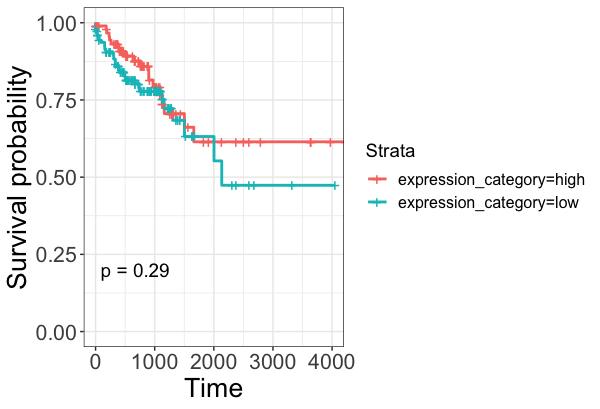 Survival probability
1.00
0.75
0.50
0.25
0.00
p = 0.29
0 1000 2000 3000 4000
Time
Strata
expression_category=high
expression_category=low